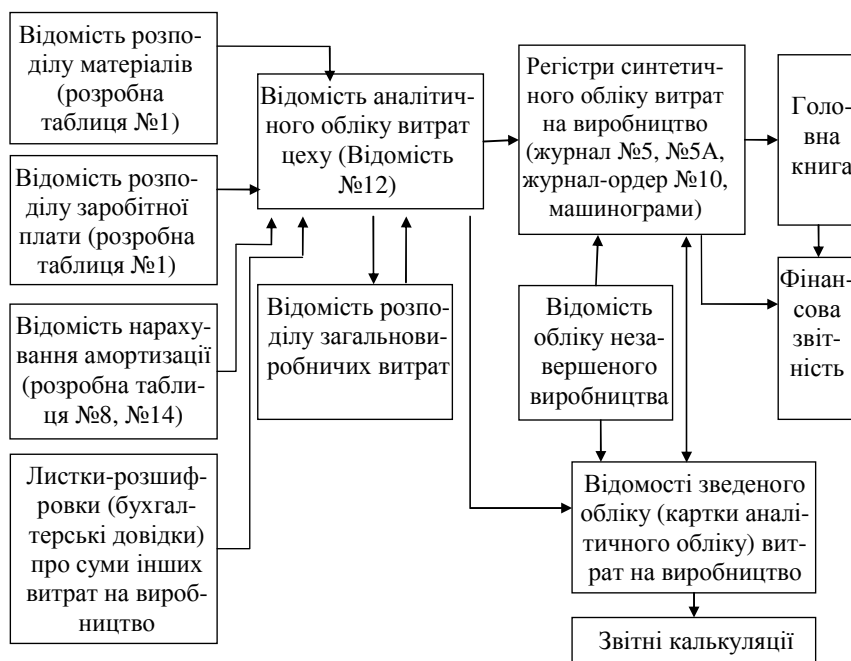 Відомість розпо-
ділу матеріалів
(розробна
таблиця №1)
Відомість розпо-
ділу заробітної
плати (розробна
таблиця №1)
Відомість нараху-
вання амортизації
(розробна табли-
ця №8, №14)
Листки-розшиф-
ровки (бухгал-
терські довідки)
про суми інших
витрат на вироб-
ництво
Відомість аналітич-
ного обліку витрат
цеху (Відомість
№12)
Відомість розпо-
ділу загальнови-
робничих витрат
Регістри синтетич-
ного обліку витрат
на виробництво
(журнал №5, №5А,
журнал-ордер №10,
машинограми)
Відомість
обліку неза-
вершеного
виробництва
Відомості зведеного
обліку (картки аналі-
тичного обліку) вит-
рат на виробництво
Звітні калькуляції
Голо-
вна
книга
Фінан-
сова
звіт-
ність